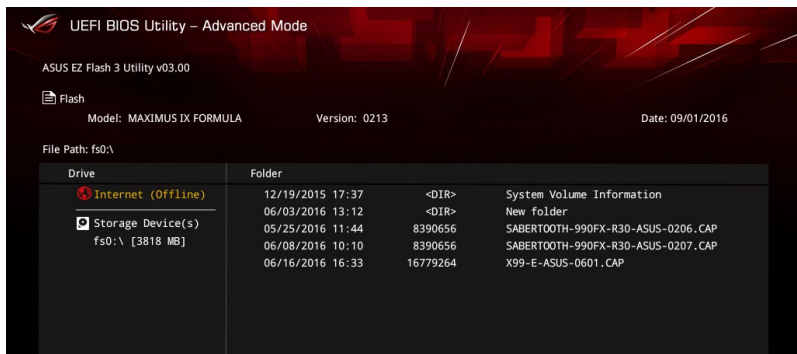 UEFI BIOS Utility – Advanced Mode
ASUS EZ Flash 3 Utility v03.00
Flash
Model: MAXIMUS IX FORMULA Version: 0213 Date: 09/01/2016
File Path: fs0:\
Drive Folder
Internet (Offline) 12/19/2015 17:37 <DIR> System Volume Information
06/03/2016 13:12 <DIR> New folder
Storage Device(s) 05/25/2016 11:44 8390656 SABERTOOTH-990FX-R30-ASUS-0206.CAP
fs0:\ [3818 MB] 06/08/2016 10:10 8390656 SABERTOOTH-990FX-R30-ASUS-0207.CAP
06/16/2016 16:33 16779264 X99-E-ASUS-0601.CAP